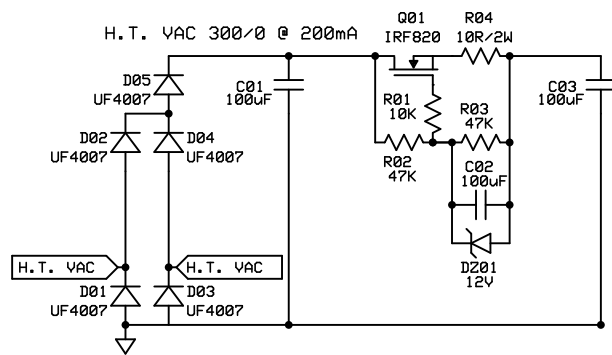 H.T. VAC 300/0 @ 200mA
Q01
IRF820
R04
10R/2W
D05
UF4007
C01
100uF
R01
10K
R03
47K
C03
100uF
D02
UF4007
D04
UF4007
R02
47K
C02
100uF
H.T. VAC
H.T. VAC
DZ01
12V
D01
UF4007
D03
UF4007